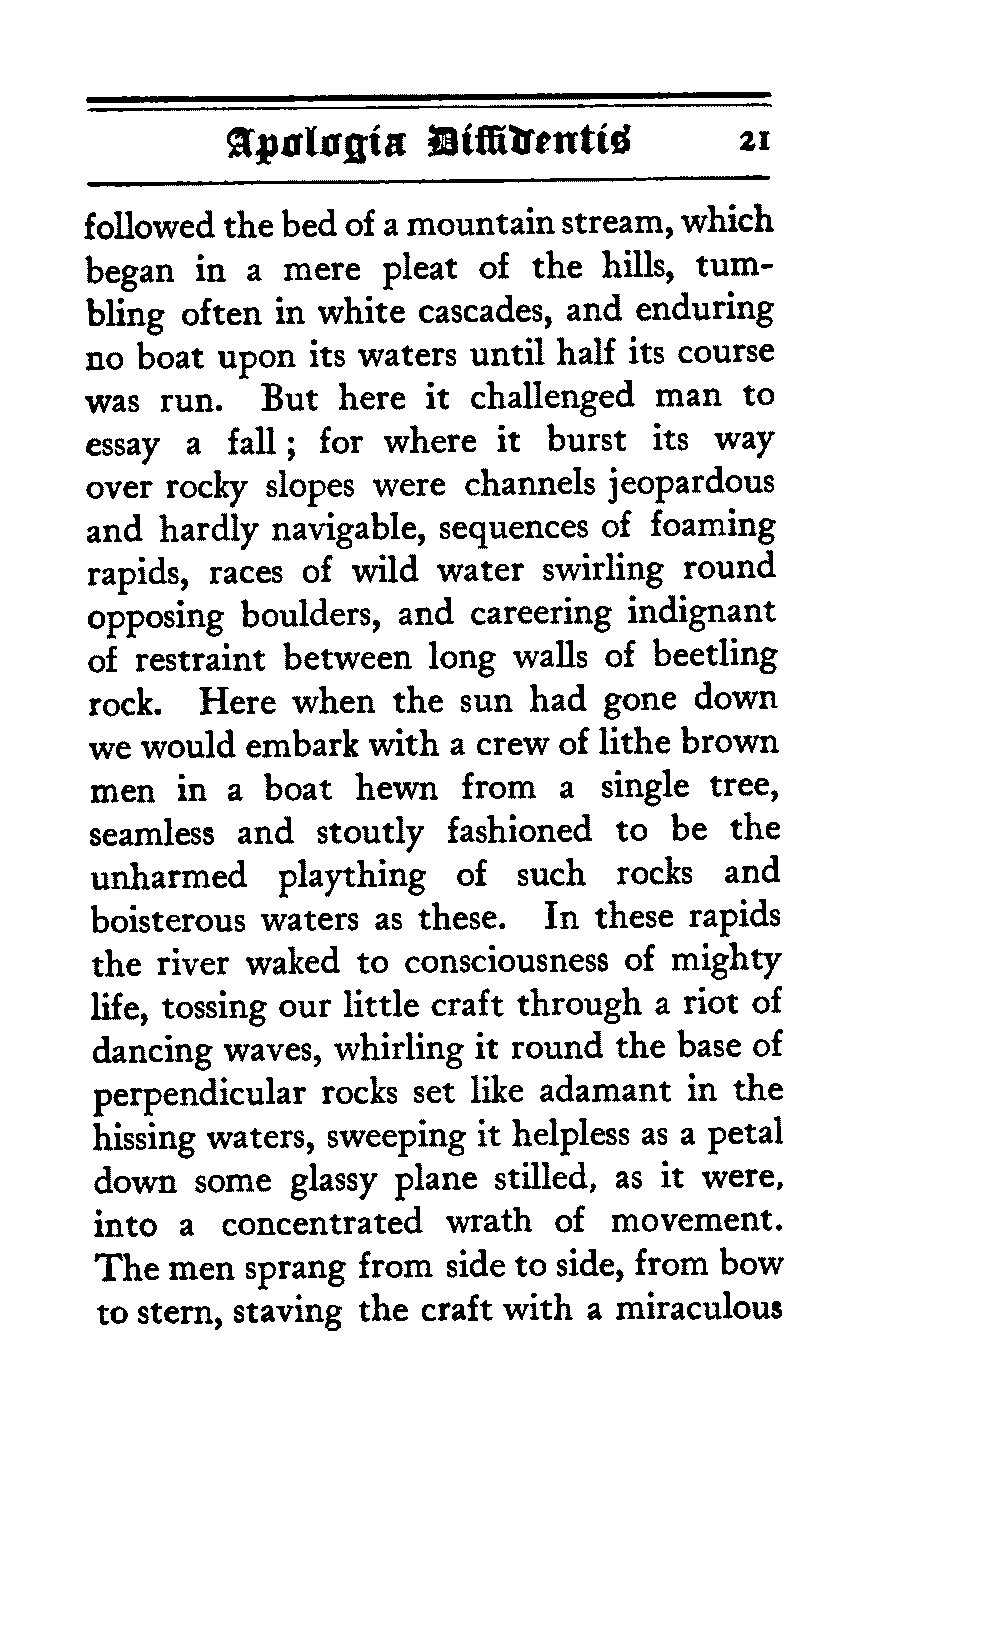 Apologia Diffidentis 21
followed the bed of a mountain stream, which
began in a mere pleat of the hills, tum-
bling often in white cascades, and enduring
no boat upon its waters until half its course
was run. But here it challenged man to
essay a fall ; for where it burst its way
over rocky slopes were channels jeopardous
and hardly navigable, sequences of foaming
rapids, races of wild water swirling round
opposing boulders, and careering indignant
of restraint between long walls of beetling
rock. Here when the sun had gone down
we would embark with a crew of lithe brown
men in a boat hewn from a single tree,
seamless and stoutly fashioned to be the
unharmed plaything of such rocks and
boisterous waters as these. In these rapids
the river waked to consciousness of mighty
life, tossing our little craft through a riot of
dancing waves, whirling it round the base of
perpendicular rocks set like adamant in the
hissing waters, sweeping it helpless as a petal
down some glassy plane stilled, as it were,
into a concentrated wrath of movement.
The men sprang from side to side, from bow
to stern, staving the craft with a miraculous